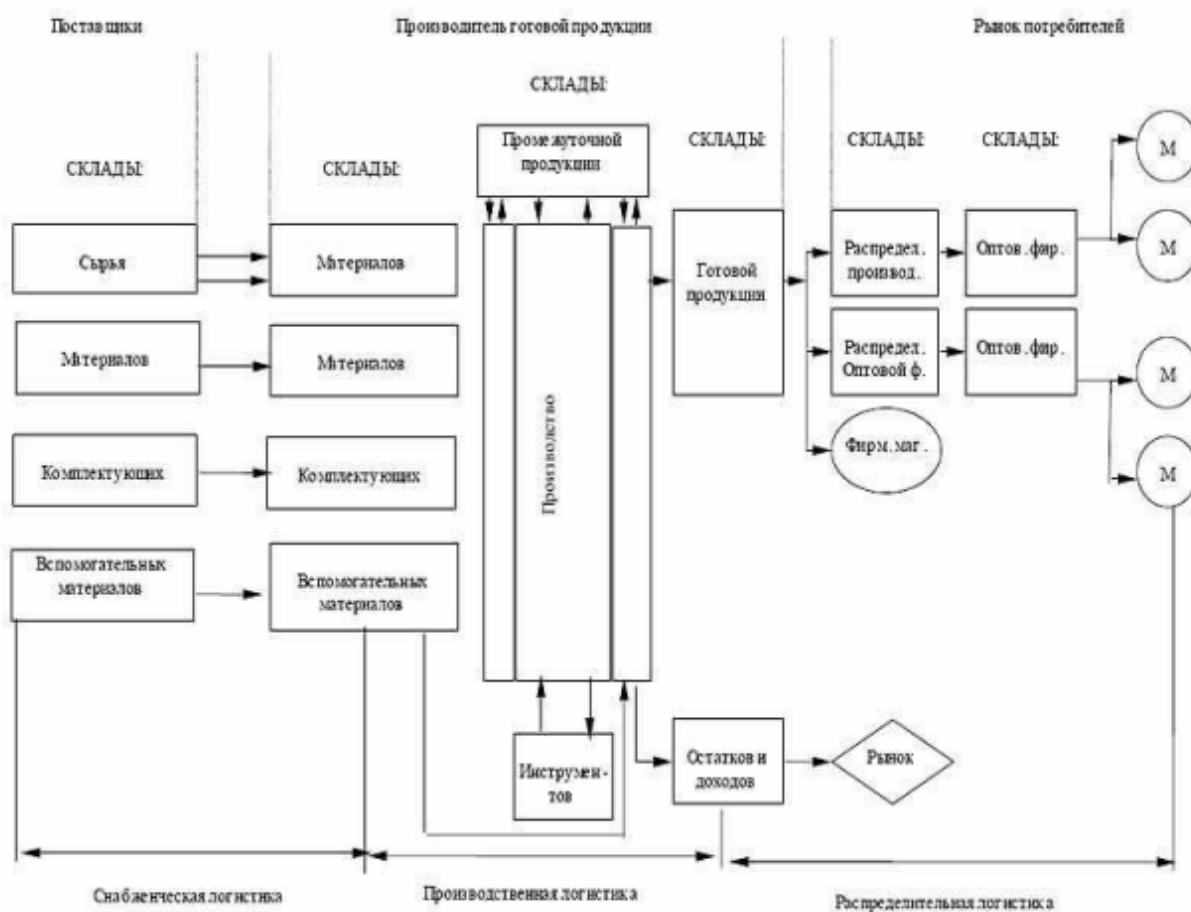 Поставщики
Производитель готовой продукции
Рынок потребителей
СКЛАДЫ:
СКЛАДЫ:
СКЛАДЫ:
СКЛАДЫ:
СКЛАДЫ:
СКЛАДЫ:
Промежуточной
продукции
М
М
Сырья
Материалов
Готовой
продукции
Распредел.
производ.
Оптов. фир.
Материалов
Материалов
Распредел.
Оптовой ф.
Оптов. фир.
М
Производство
Комплектующих
Комплектующих
Фирм. маг.
М
Вспомогательных
материалов
Вспомогательных
материалов
Инструмен-
тов
Остатков и
доходов
Рынок
Снабженческая логистика
Производственная логистика
Распределительная логистика